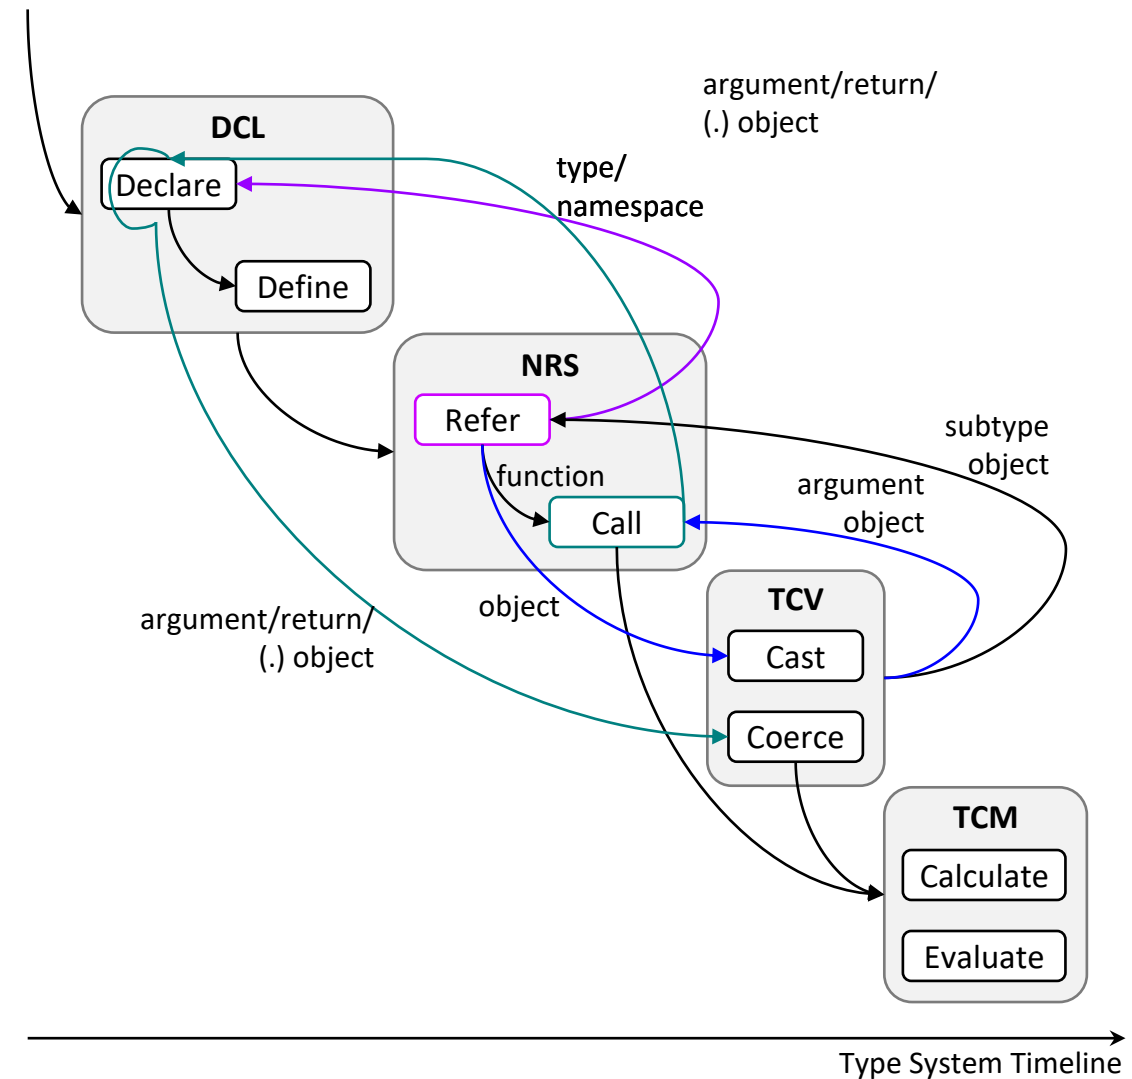 argument/return/
(.) object
DCL
type/
namespace
Declare
Define
NRS
Refer
function
Call
subtype
object
argument
object
TCV
object
argument/return/
(.) object
Cast
Coerce
TCM
Calculate
Evaluate
Type System Timeline